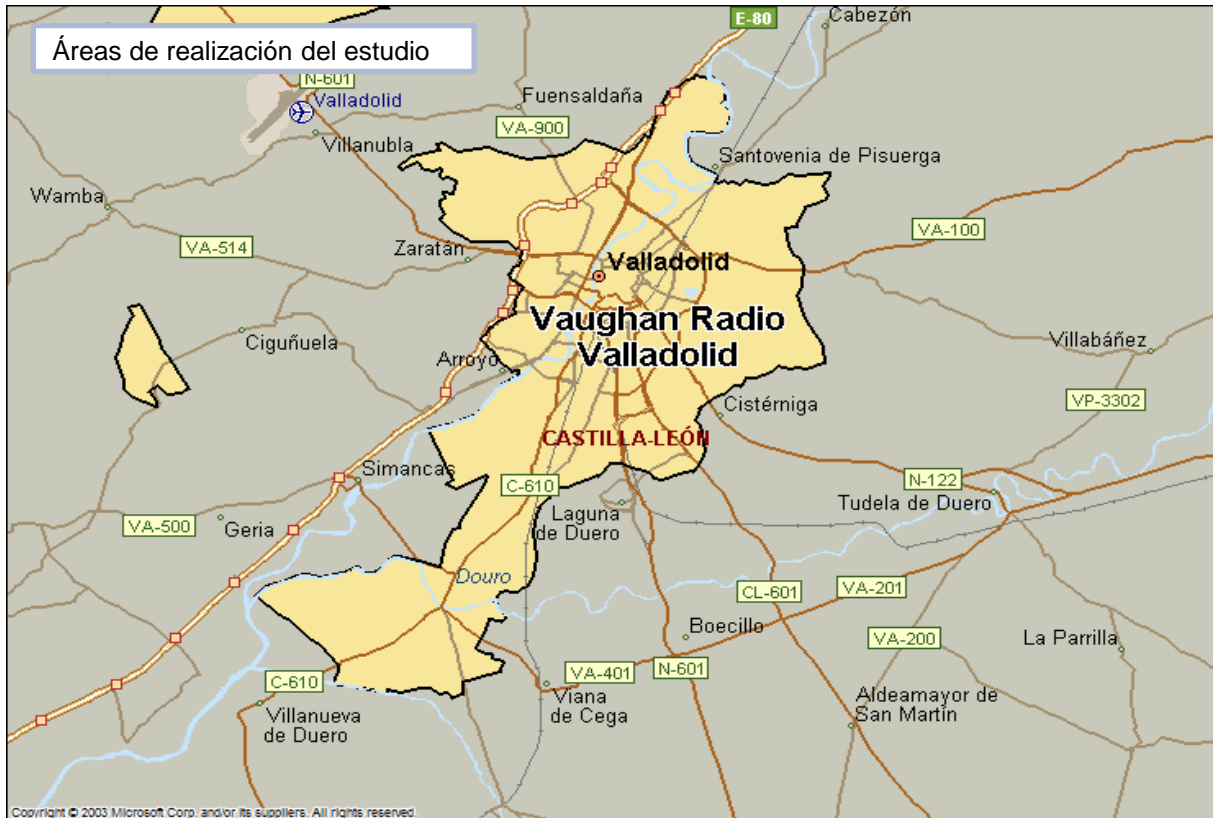 Áreas de realización del estudio
E-80
Cabezón
N-601
Valladolid
Fuensaldaña
VA-900
Villanubla
Santovenia de Pisuerga
Wamba
VA-514
Zaratán
VA-100
Valladolid
Vaughan Radio
Valladolid
Ciguñuela
Arroyo
Villabáñez
VP-3302
Cistérniga
CASTILLA-LEÓN
Simancas
C-610
N-122
Tudela de Duero
VA-500
Geria
Laguna
de Duero
Douro
CL-601
VA-201
Boecillo
VA-200
La Parrilla
C-610
VA-401
N-601
Viana
de Cega
Aldeamayor de
San Martín
Villanueva
de Duero
Copyright © 2003 Microsoft Corp. and/or its suppliers. All rights reserved.